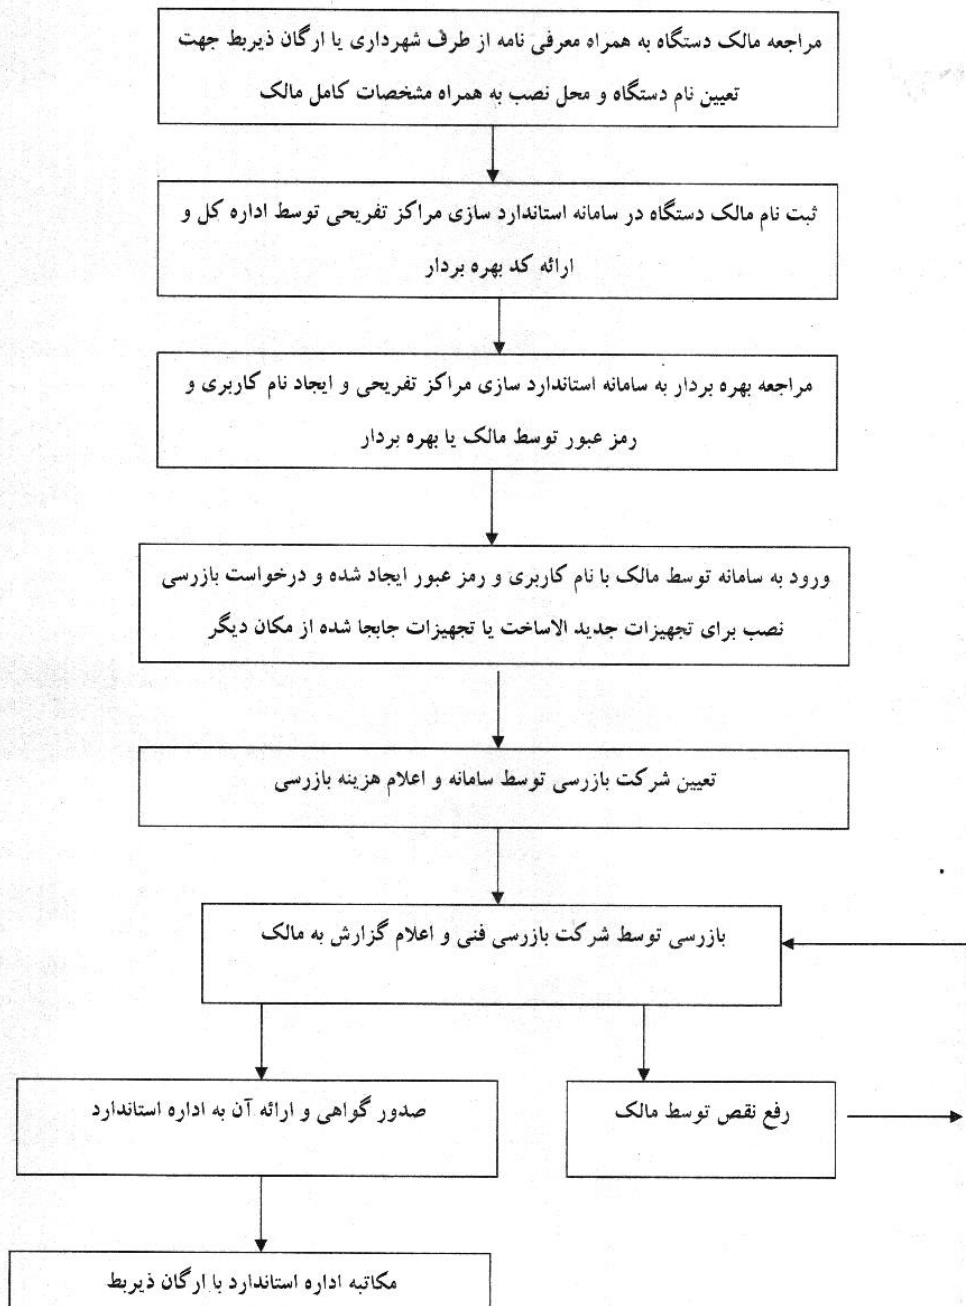 مراجعه مالک دستگاه به همراه معرفی نامه از طرف شهرداری یا ارگان ذیربط جهت
تعیین نام دستگاه و محل نصب به همراه مشخصات کامل مالک
ثبت نام مالک دستگاه در سامانه استاندارد سازی مراکز تفریحی توسط اداره کل و
ارائه کد بهره بردار
مراجعه بهره بردار به سامانه استاندارد سازی مراکز تفریحی و ایجاد نام کاربری و
رمز عبور توسط مالک یا بهره بردار
ورود به سامانه توسط مالک با نام کاربری و رمز عبور ایجاد شده و درخواست بازرسی
نصب برای تجهیزات جدید الاساخت یا تجهیزات جابجا شده از مکان دیگر
تعیین شرکت بازرسی توسط سامانه و اعلام هزینه بازرسی
بازرسی توسط شرکت بازرسی فنی و اعلام گزارش به مالک
رفع نقص توسط مالک
صدور گواهی و ارائه آن به اداره استاندارد
مکاتبه اداره استاندارد با ارگان ذیربط